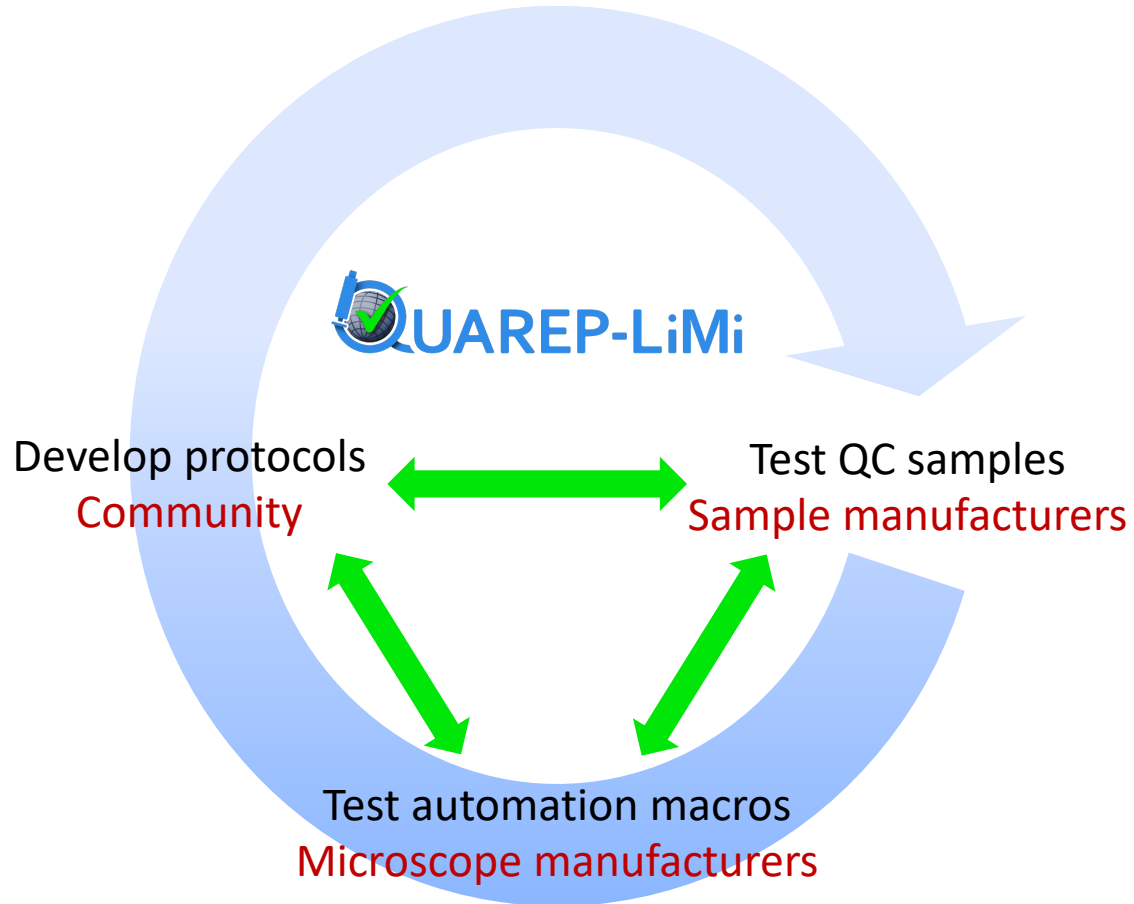 QUAREP-LiMi
Develop protocols
Community
Test QC samples
Sample manufacturers
Test automation macros
Microscope manufacturers